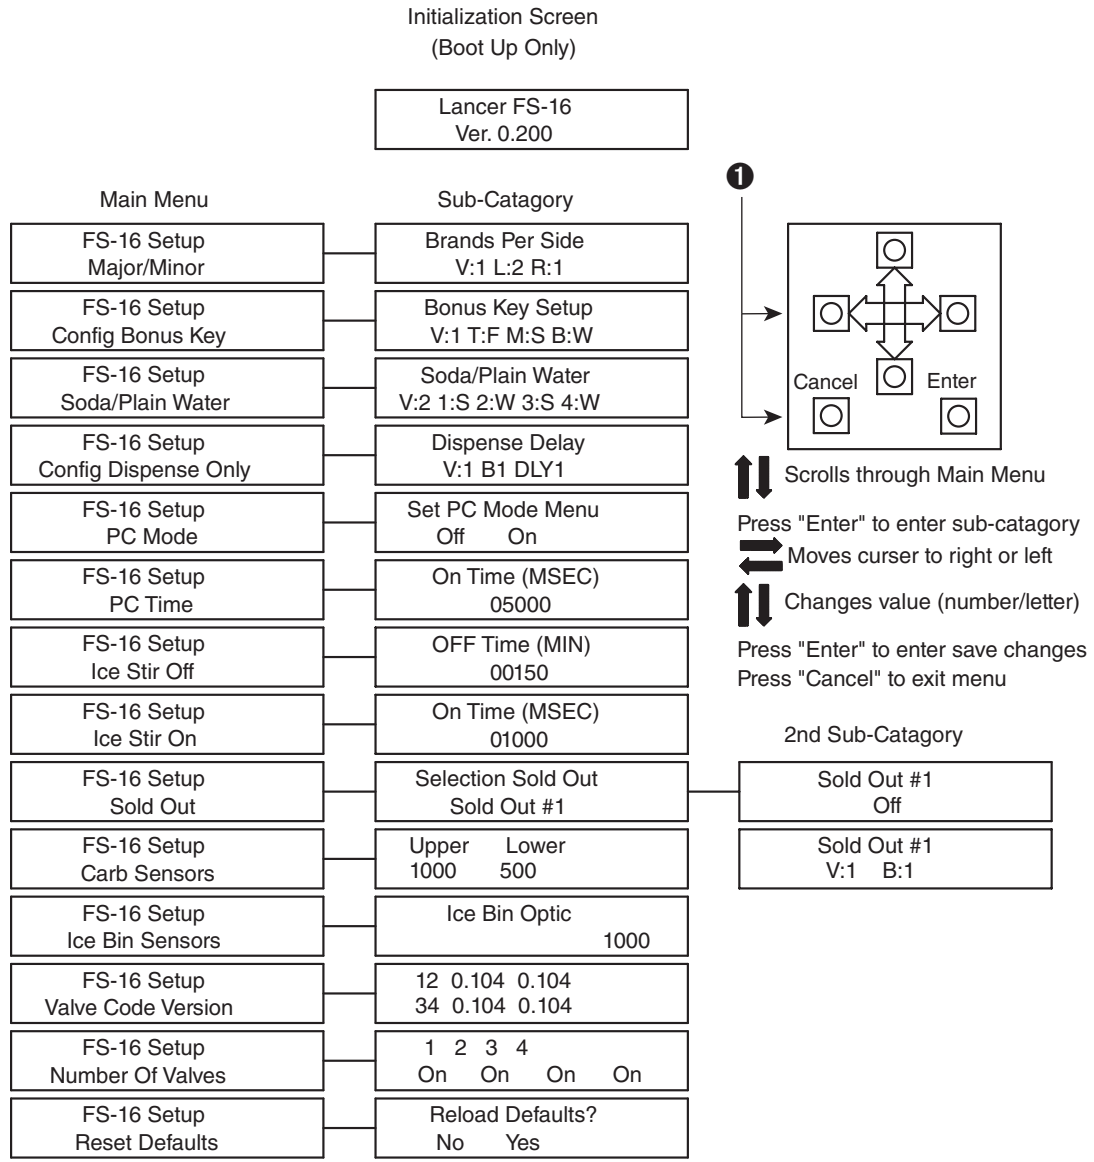 Initialization Screen
(Boot Up Only)
Lancer FS-16
Ver. 0.200
Main Menu
Sub-Catagory
FS-16 Setup
Major/Minor
Brands Per Side
V:1 L:2 R:1
FS-16 Setup
Config Bonus Key
Bonus Key Setup
V:1 T:F M:S B:W
FS-16 Setup
Soda/Plain Water
Soda/Plain Water
V:2 1:S 2:W 3:S 4:W
FS-16 Setup
Config Dispense Only
Dispense Delay
V:1 B1 DLY1
FS-16 Setup
PC Mode
Set PC Mode Menu
Off On
FS-16 Setup
PC Time
On Time (MSEC)
05000
FS-16 Setup
Ice Stir Off
OFF Time (MIN)
00150
FS-16 Setup
Ice Stir On
On Time (MSEC)
01000
FS-16 Setup
Sold Out
Selection Sold Out
Sold Out #1
FS-16 Setup
Carb Sensors
Upper Lower
1000 500
FS-16 Setup
Ice Bin Sensors
Ice Bin Optic
1000
FS-16 Setup
Valve Code Version
12 0.104 0.104
34 0.104 0.104
FS-16 Setup
Number Of Valves
1 2 3 4
On On On On
FS-16 Setup
Reset Defaults
Reload Defaults?
No Yes
1
Cancel
Enter
Scrolls through Main Menu
Press "Enter" to enter sub-catagory
Moves curser to right or left
Changes value (number/letter)
Press "Enter" to enter save changes
Press "Cancel" to exit menu
2nd Sub-Catagory
Sold Out #1
Off
Sold Out #1
V:1 B:1